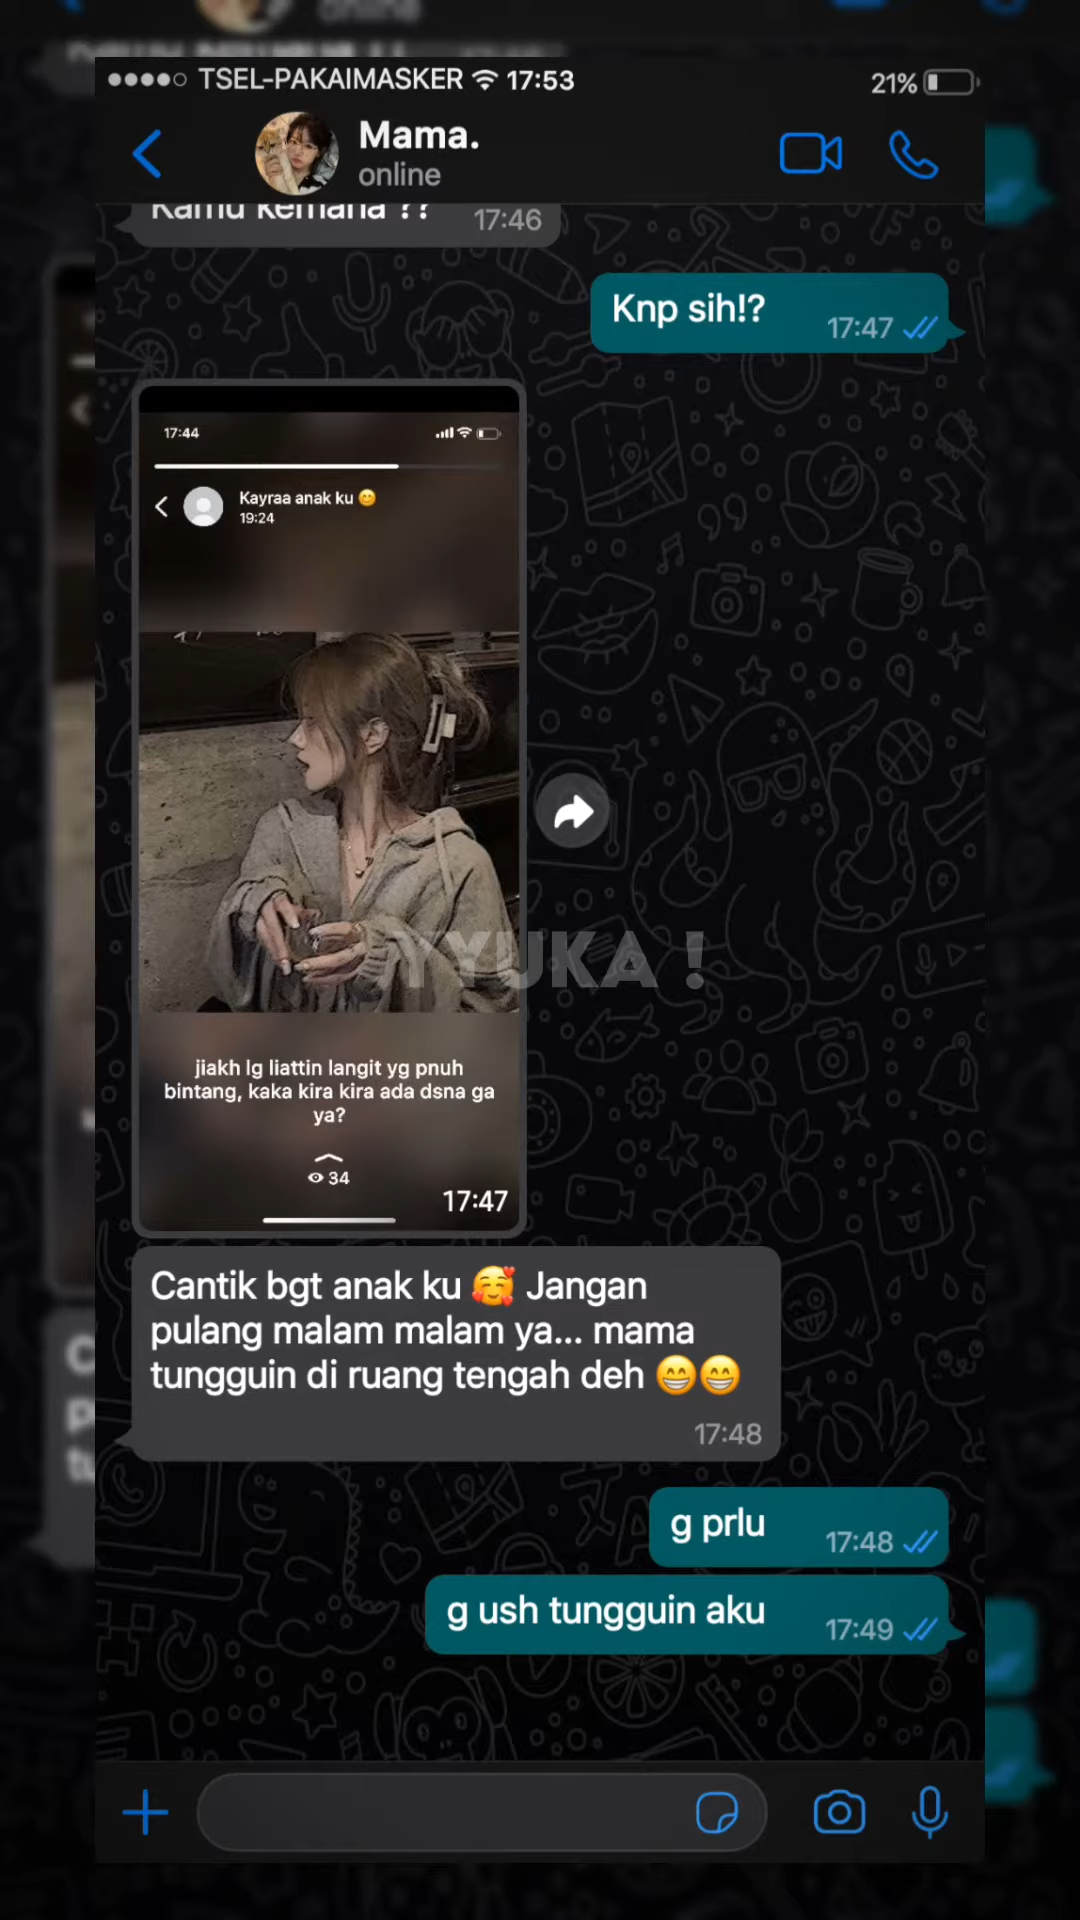 TSEL-PAKAIMASKER 17:53
21%
Mama.
online
Kamu kemana ??
17:46
Knp sih!?
17:47
17:44
Kayraa anak ku 😊
19:24
YYUKA !
jiakh lg liattin langit yg pnuh
bintang, kaka kira kira ada dsna ga
ya?
34
17:47
Cantik bgt anak ku 🥰 Jangan
pulang malam malam ya... mama
tungguin di ruang tengah deh 😁😁
17:48
g prlu
17:48
g ush tungguin aku
17:49